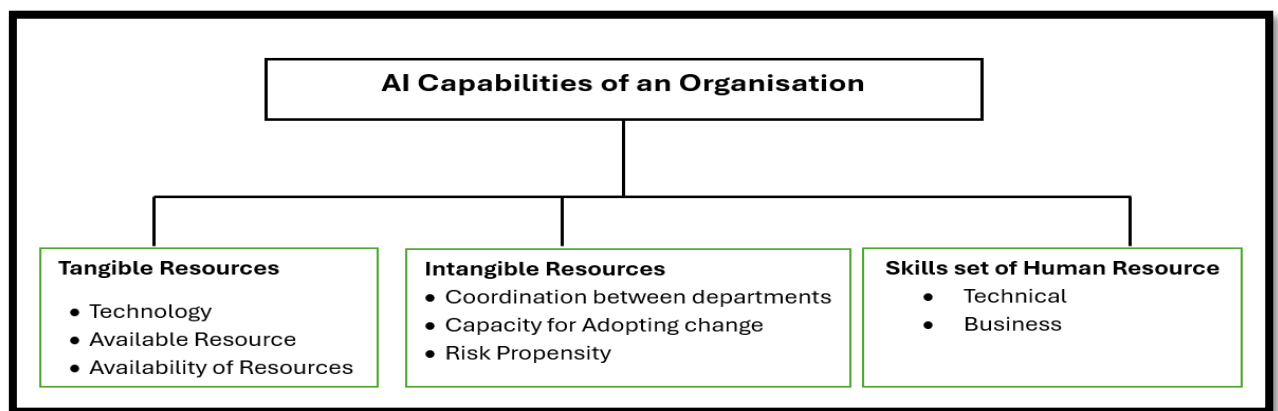 AI Capabilities of an Organisation
Tangible Resources
• Technology
• Available Resource
• Availability of Resources
Intangible Resources
• Coordination between departments
• Capacity for Adopting change
• Risk Propensity
Skills set of Human Resource
• Technical
• Business